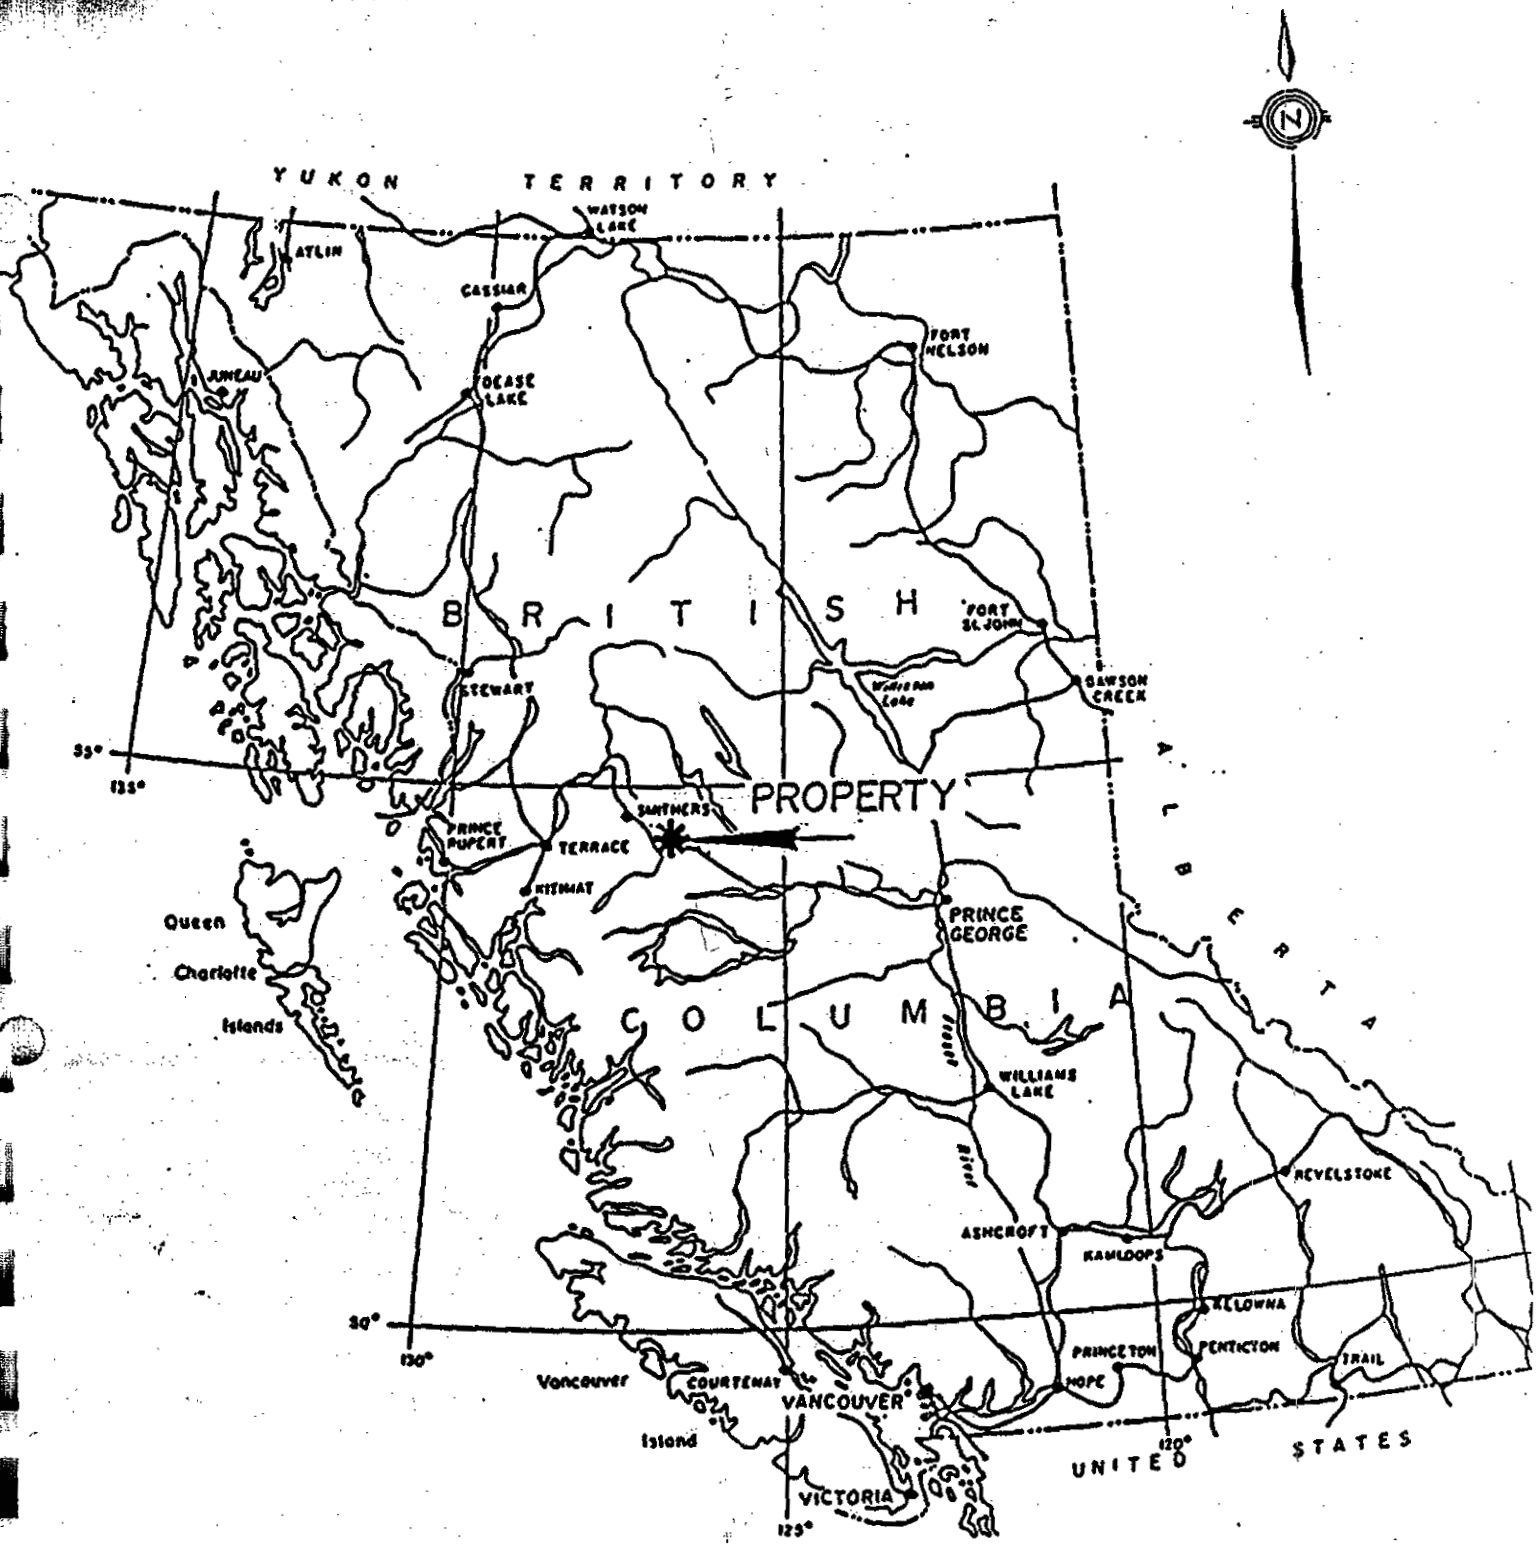 N
YUKON TERRITORY
WATSON
LAKE
ATLIN
CASSIAR
FORT
NELSON
JUNEAU
DEASE
LAKE
BRITISH
FORT
St. JOHN
STEWART
Williston
Lake
DAWSON
CREEK
55°
135°
ALBERTA
PROPERTY
SMITHERS
PRINCE
RUPERT
TERRACE
KITIMAT
PRINCE
GEORGE
Queen
Charlotte
Islands
COLUMBIA
Fraser
WILLIAMS
LAKE
River
REVELSTOKE
ASHCROFT
KAMLOOPS
KELOWNA
50°
130°
PRINCETON
PENTICTON
TRAIL
Vancouver
COURTENAY
HOPE
VANCOUVER
Island
120°
UNITED STATES
VICTORIA
125°